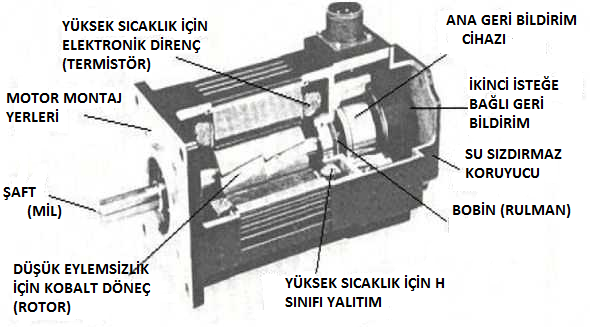 YÜKSEK SICAKLIK İÇİN
ELEKTRONİK DİRENÇ
(TERMİSTÖR)
ANA GERİ BİLDİRİM
CİHAZI
MOTOR MONTAJ
YERLERİ
İKİNCİ İSTEĞE
BAĞLI GERİ
BİLDİRİM
SU SIZDIRMAZ
KORUYUCU
ŞAFT
(MİL)
BOBİN (RULMAN)
DÜŞÜK EYLEMSİZLİK
İÇİN KOBALT DÖNEÇ
(ROTOR)
YÜKSEK SICAKLIK İÇİN H
SINIFI YALITIM